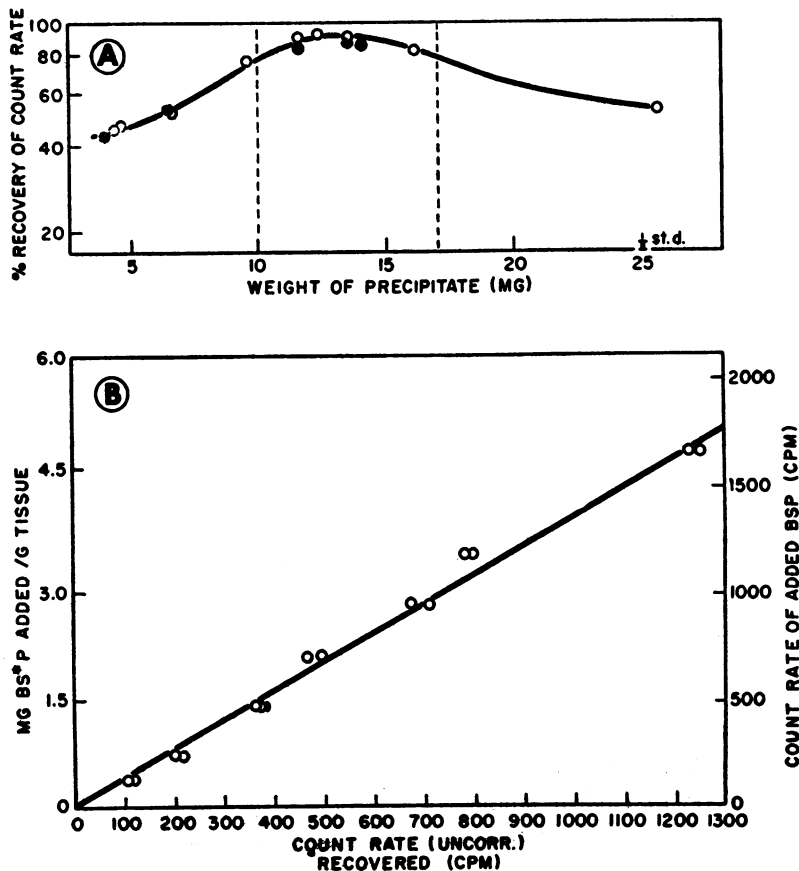 A
% RECOVERY OF COUNT RATE
100
80
60
40
20
5
10
15
20
25
st.d.
WEIGHT OF PRECIPITATE (MG)
B
MG BS*P ADDED /G TISSUE
6.0
4.5
3.0
1.5
0
0 100 200 300 400 500 600 700 800 900 1000 1100 1200 1300
COUNT RATE (UNCORR.)
RECOVERED (CPM)
2000
1500
1000
500
0
COUNT RATE OF ADDED BSP (CPM)